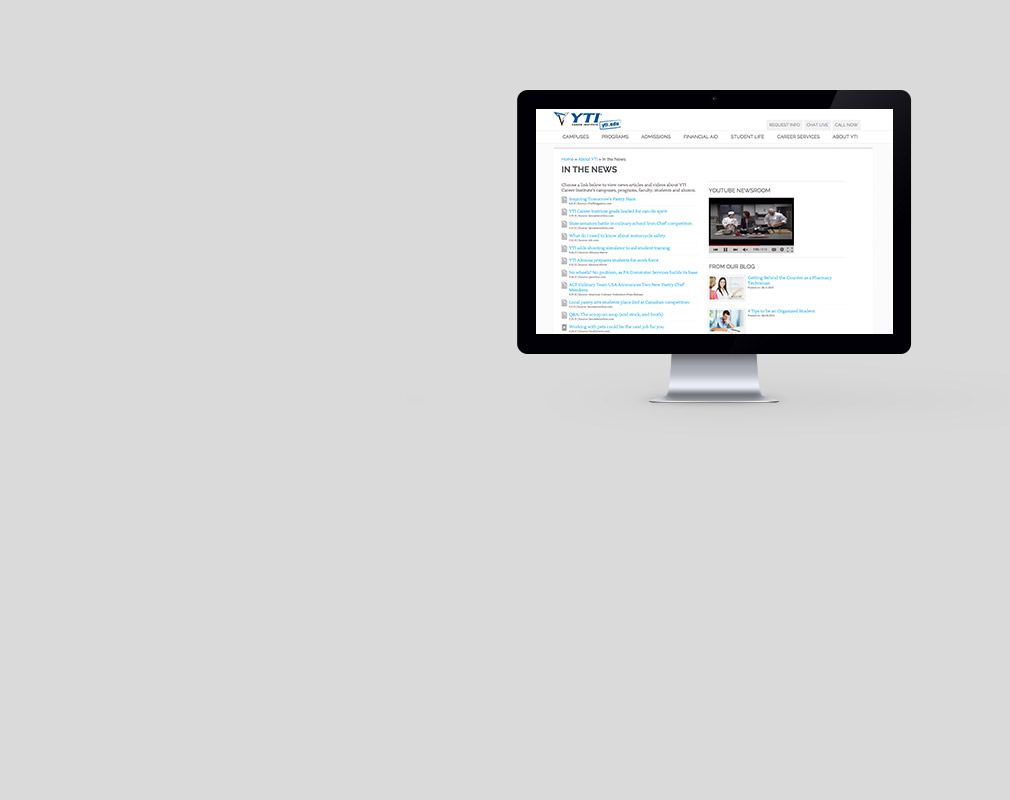 YTI
CAREER INSTITUTE
yti.edu
REQUEST INFO
CHAT LIVE
CALL NOW
CAMPUSES
PROGRAMS
ADMISSIONS
FINANCIAL AID
STUDENT LIFE
CAREER SERVICES
ABOUT YTI
Home » About YTI » In the News
IN THE NEWS
Choose a link below to view news articles and videos about YTI
Career Institute's campuses, programs, faculty, students and alumni.
Inspiring Tomorrow's Pastry Stars
YTI Career Institute grads lauded for can-do spirit
State senators battle in culinary school Iron Chef competition
What do I need to know about motorcycle safety
YTI adds shooting simulator to aid student training
YTI Altoona prepares students for work force
No wheels? No problem, as PA Commuter Services builds its base
ACF Culinary Team USA Announces Two New Pastry Chef
Members
Local pastry arts students place 2nd at Canadian competition
Q&A: The scoop on soup (and stock, and broth)
Working with pets could be the next job for you
YOUTUBE NEWSROOM
FROM OUR BLOG
Getting Behind the Counter as a Pharmacy
Technician
4 Tips to be an Organized Student